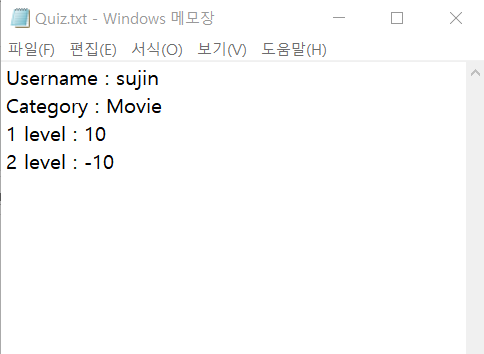 Quiz.txt - Windows 메모장
파일(F) 편집(E) 서식(O) 보기(V) 도움말(H)
Username : sujin
Category : Movie
1 level : 10
2 level : -10